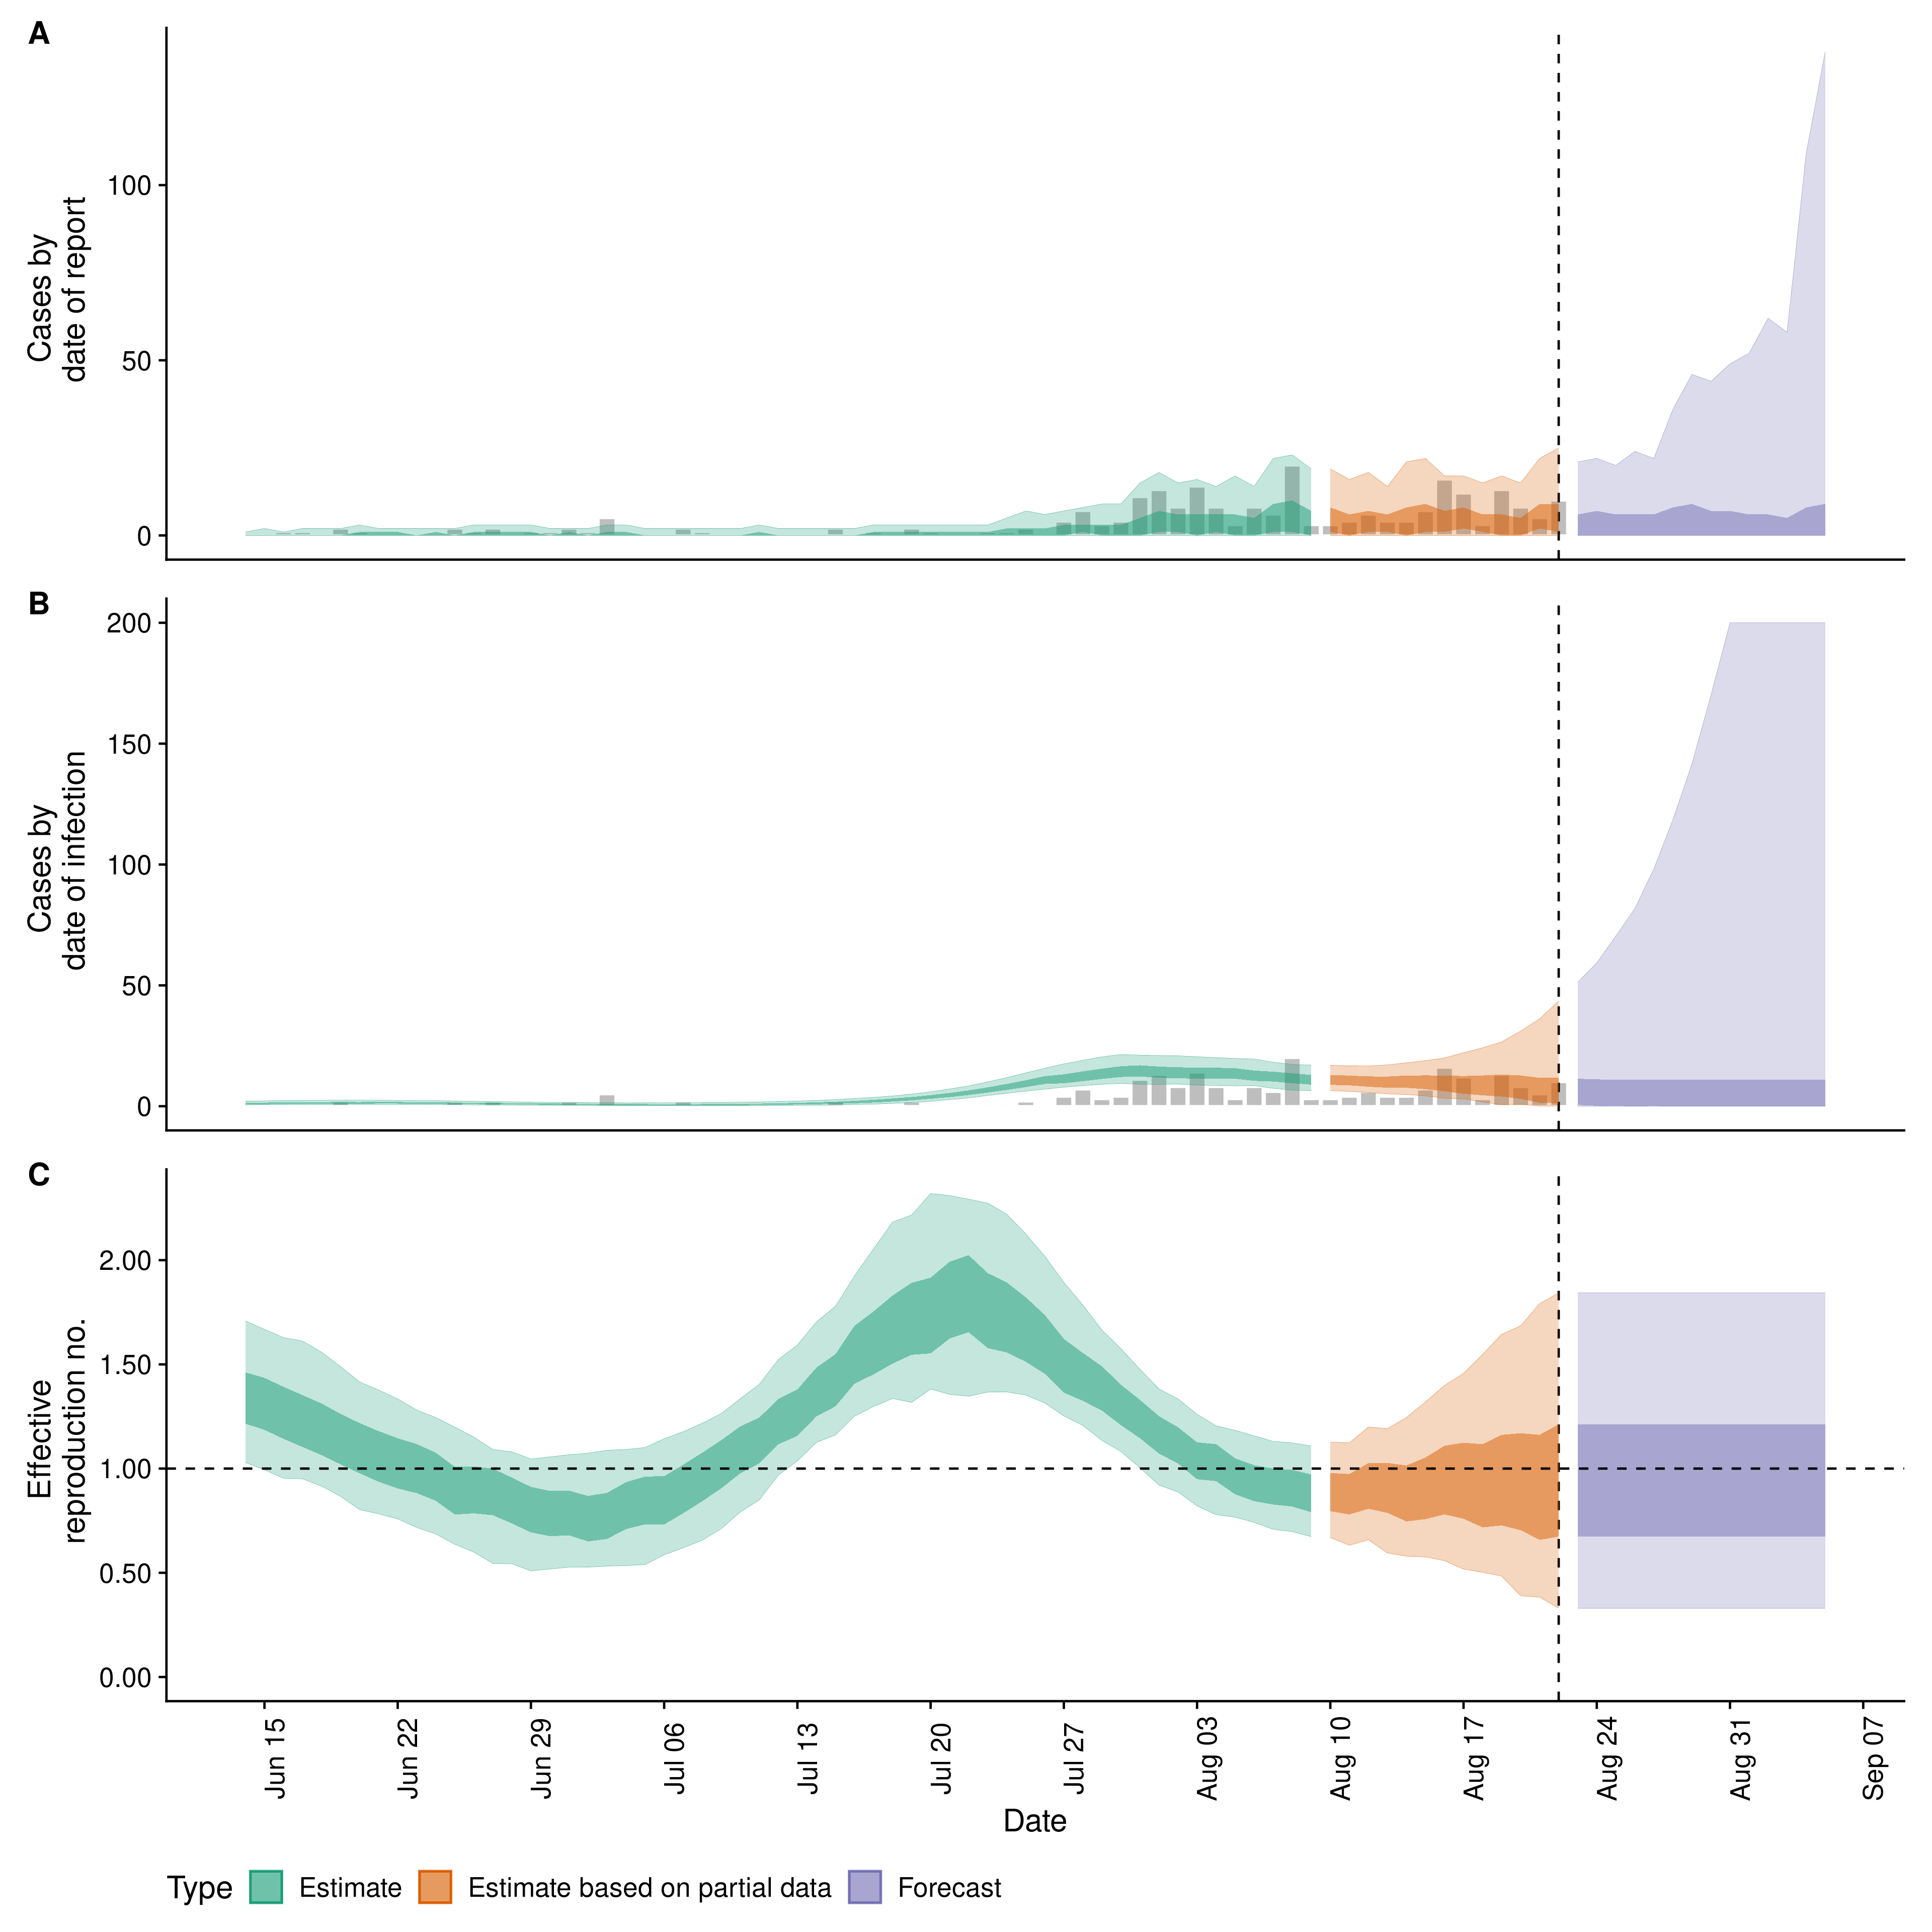 A
Cases by
date of report
100
50
0
B
Cases by
date of infection
200
150
100
50
0
C
Effective
reproduction no.
2.00
1.50
1.00
0.50
0.00
Jun 15
Jun 22
Jun 29
Jul 06
Jul 13
Jul 20
Jul 27
Aug 03
Aug 10
Aug 17
Aug 24
Aug 31
Sep 07
Date
Type Estimate Estimate based on partial data Forecast